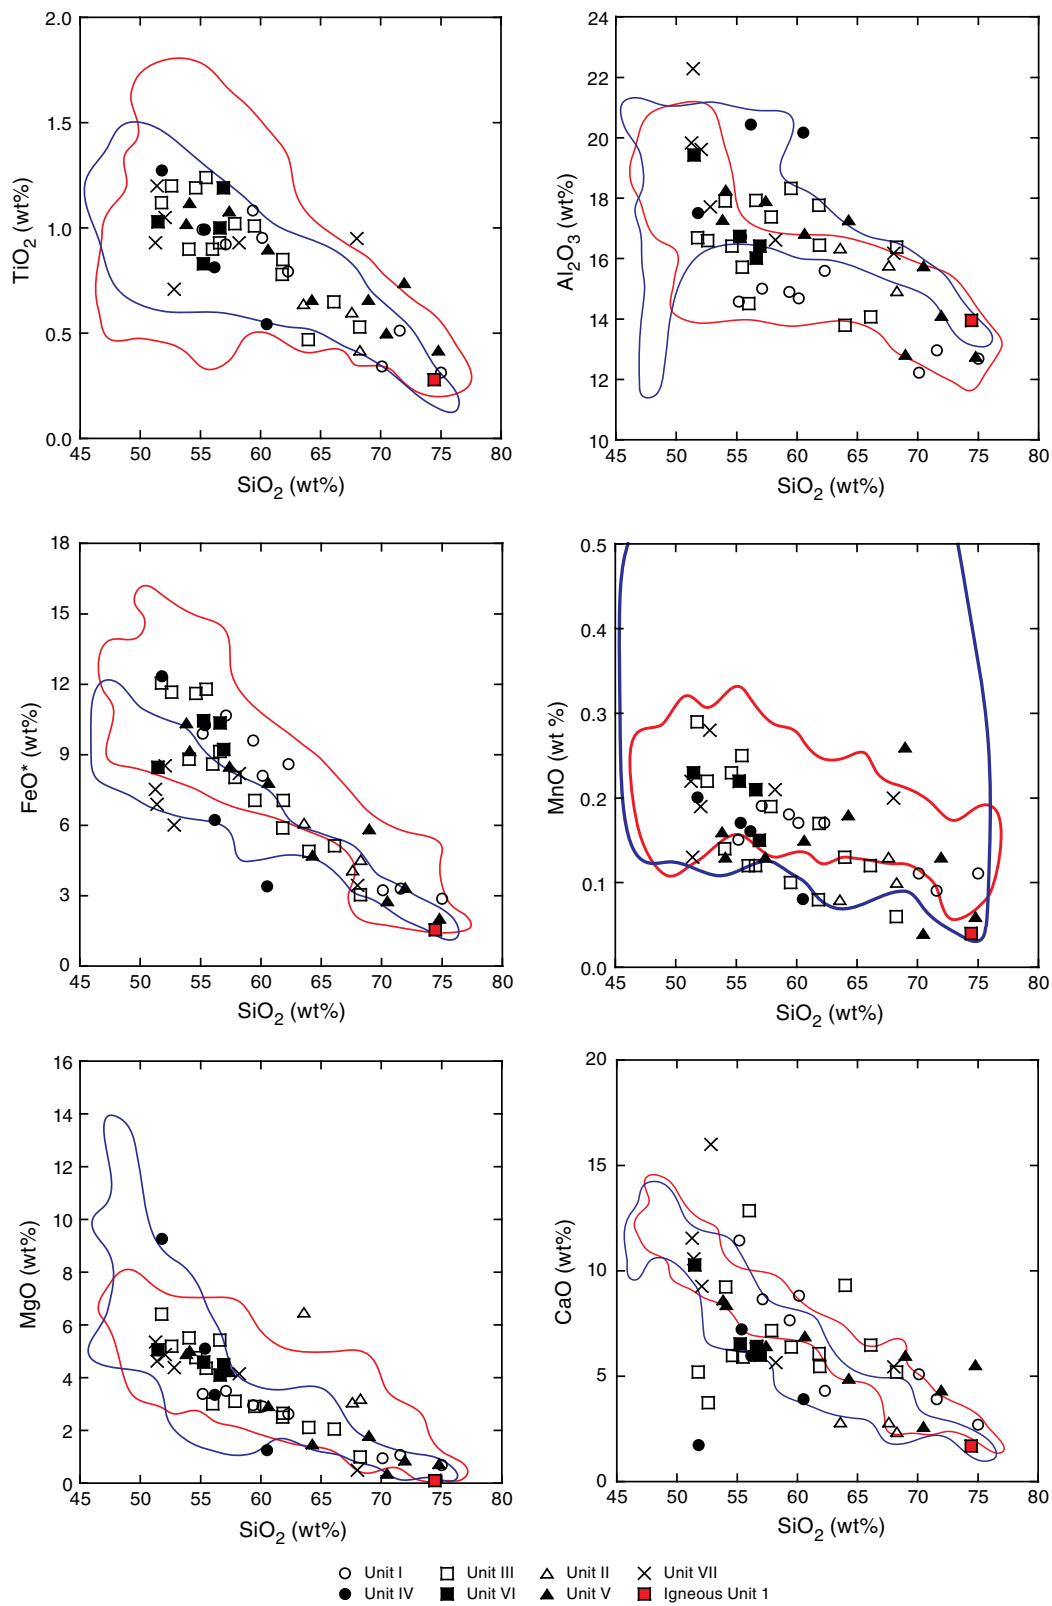 2.0
1.5
1.0
0.5
0.0
TiO2 (wt%)
45 50 55 60 65 70 75 80
SiO2 (wt%)
24
22
20
18
16
14
12
10
Al2O3 (wt%)
45 50 55 60 65 70 75 80
SiO2 (wt%)
18
15
12
9
6
3
0
FeO* (wt%)
45 50 55 60 65 70 75 80
SiO2 (wt%)
0.5
0.4
0.3
0.2
0.1
0.0
MnO (wt %)
45 50 55 60 65 70 75 80
SiO2 (wt%)
16
14
12
10
8
6
4
2
0
MgO (wt%)
45 50 55 60 65 70 75 80
SiO2 (wt%)
20
15
10
5
0
CaO (wt%)
45 50 55 60 65 70 75 80
SiO2 (wt%)
Unit I Unit III Unit II Unit VII
Unit IV Unit VI Unit V Igneous Unit 1